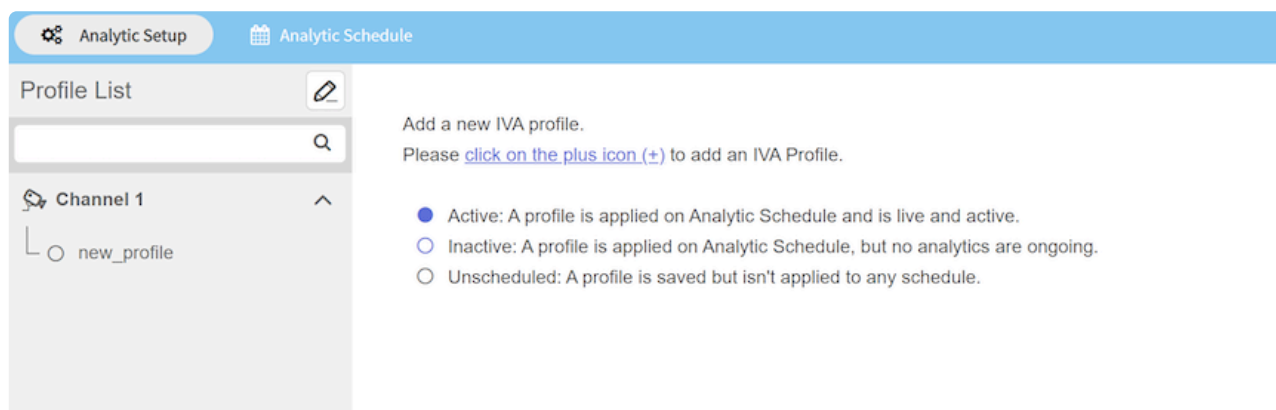 Analytic Setup
Analytic Schedule
Profile List
Channel 1
new_profile
Add a new IVA profile.
Please click on the plus icon (+) to add an IVA Profile.
Active: A profile is applied on Analytic Schedule and is live and active.
Inactive: A profile is applied on Analytic Schedule, but no analytics are ongoing.
Unscheduled: A profile is saved but isn't applied to any schedule.